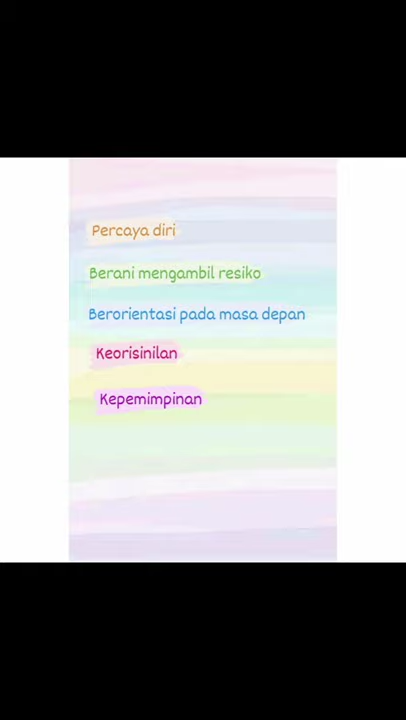 Percaya diri
Berani mengambil resiko
Berorientasi pada masa depan
Keorisinilan
Kepemimpinan